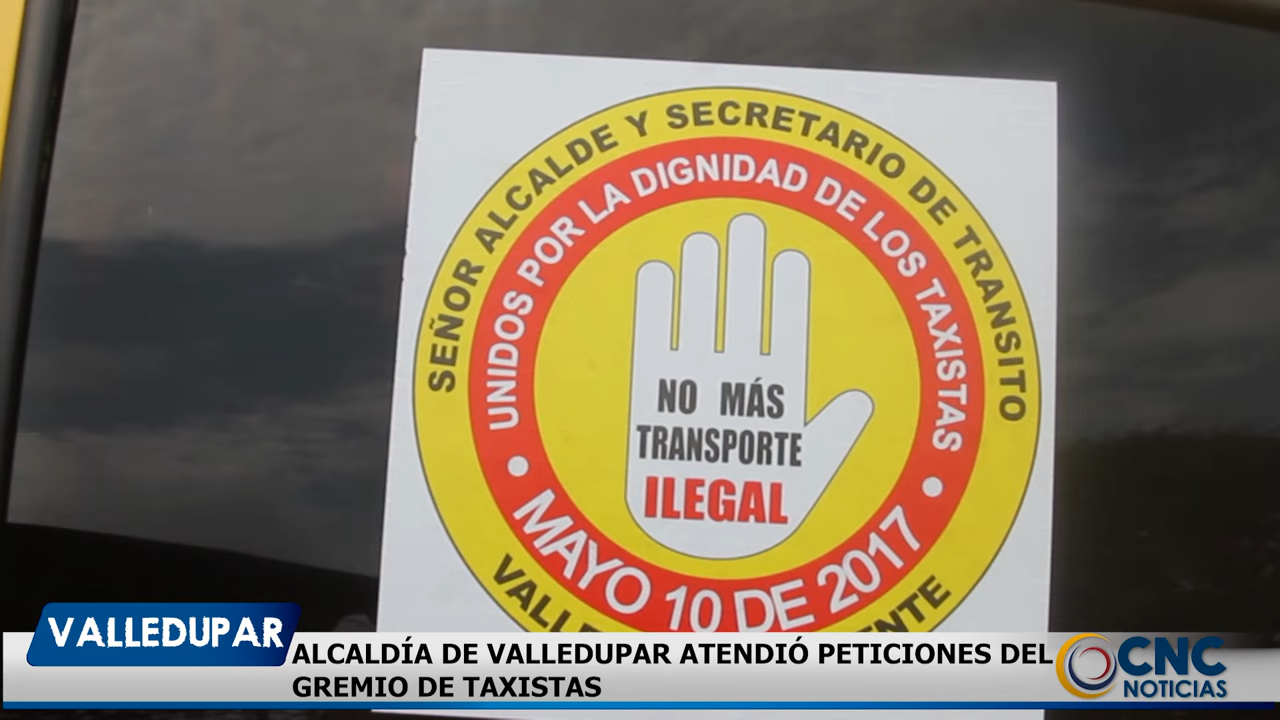 SEÑOR ALCALDE Y SECRETARIO DE TRANSITO
UNIDOS POR LA DIGNIDAD DE LOS TAXISTAS
NO MÁS
TRANSPORTE
ILEGAL
MAYO 10 DE 2017
VALLEDUPAR
ALCALDÍA DE VALLEDUPAR ATENDIÓ PETICIONES DEL
GREMIO DE TAXISTAS
CNC
NOTICIAS